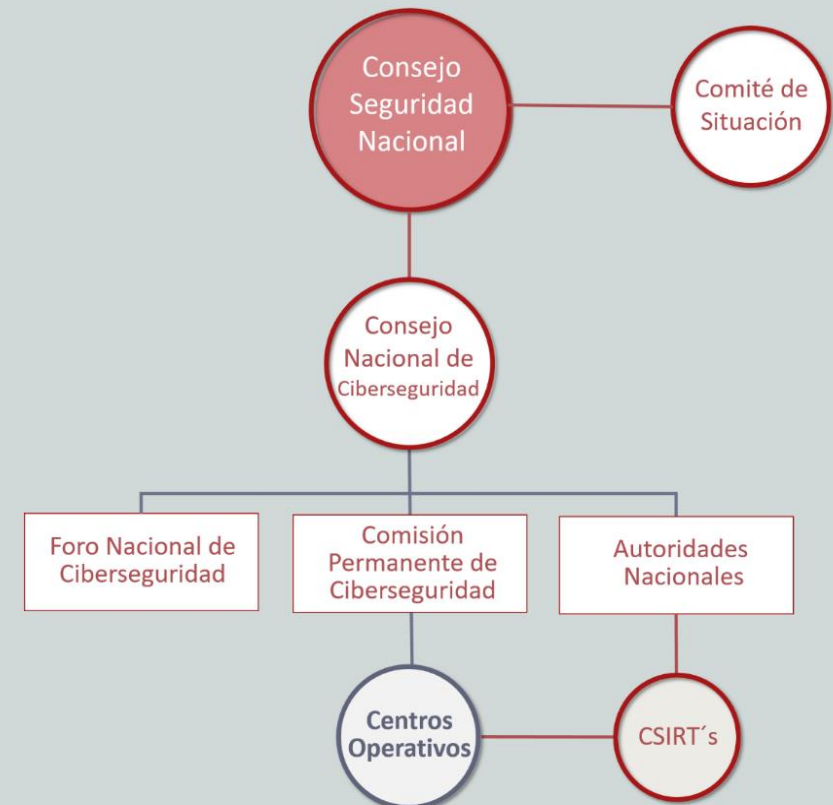 Consejo
Seguridad
Nacional
Comité de
Situación
Consejo
Nacional de
Ciberseguridad
Foro Nacional de
Ciberseguridad
Comisión
Permanente de
Ciberseguridad
Autoridades
Nacionales
Centros
Operativos
CSIRT´s